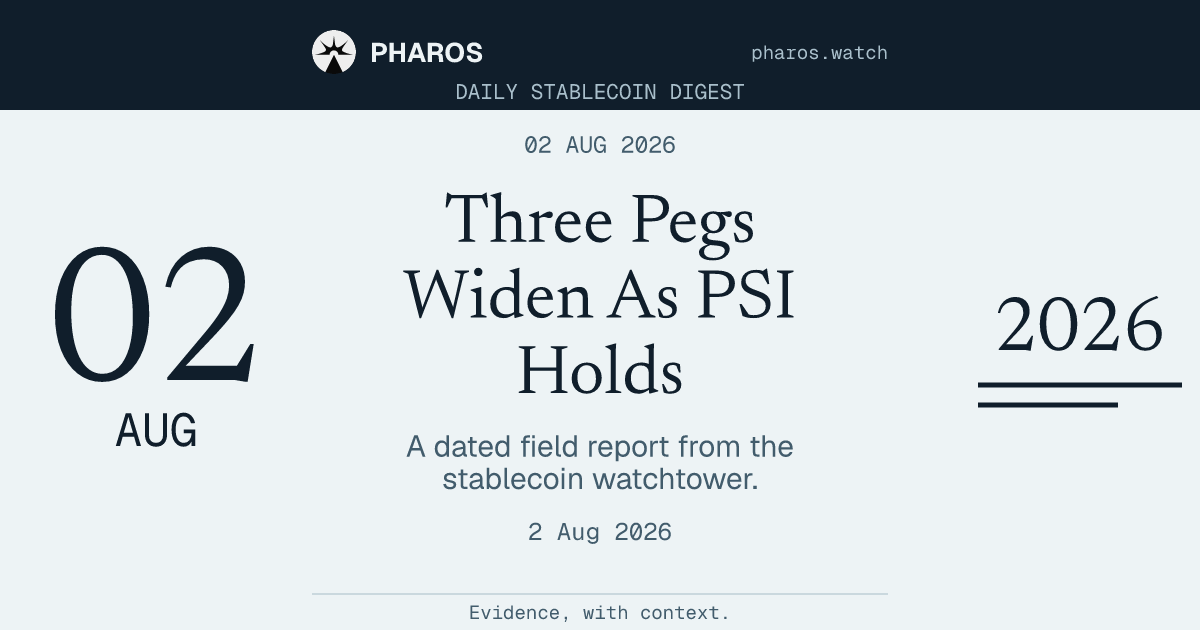 PHAROS
pharos.watch
DAILY STABLECOIN DIGEST
02 AUG 2026
Three Pegs
Widen As PSI
Holds
02
AUG
2026
A dated field report from the
stablecoin watchtower.
2 Aug 2026
Evidence, with context.